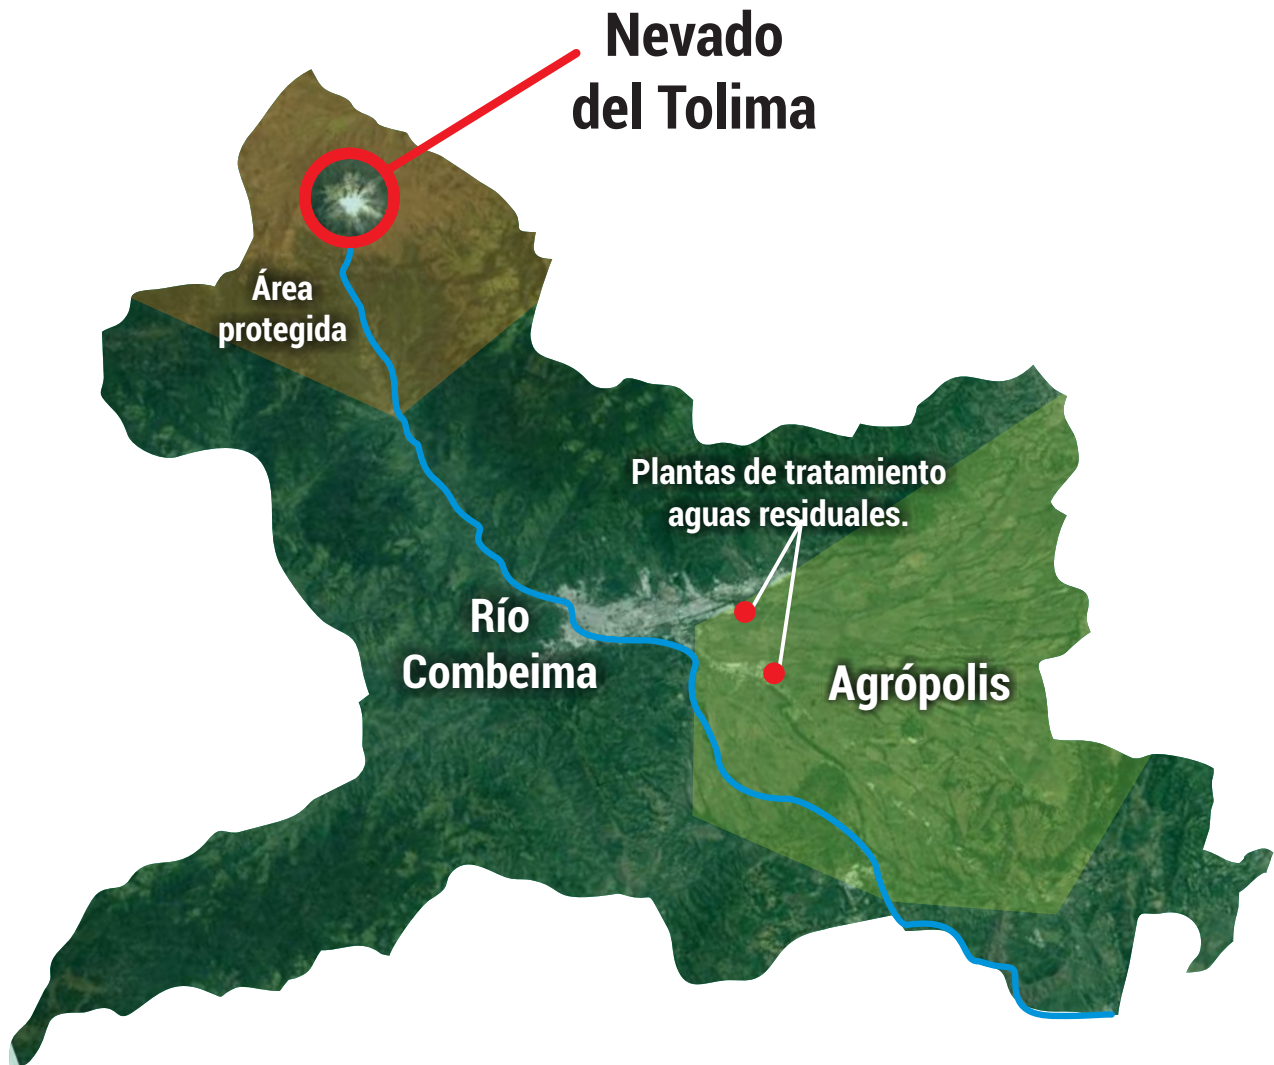 Nevado
del Tolima
Área
protegida
Plantas de tratamiento
aguas residuales.
Río
Combeima
Agrópolis